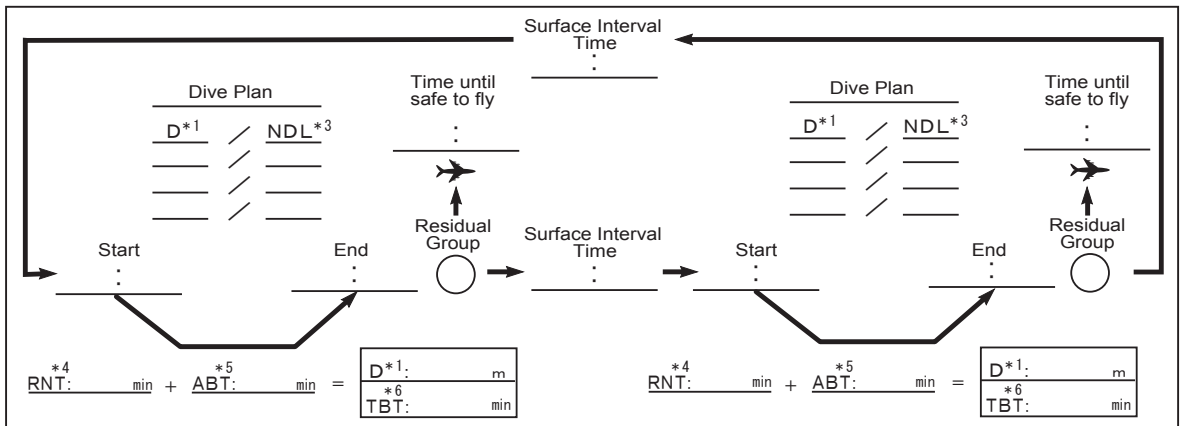 Surface Interval
Time
:
Dive Plan
D*1 / NDL*3
/
/
/
Time until
safe to fly
:
Residual
Group
Start
:
End
:
RNT:*4 min + ABT:*5 min =
D*1: m
TBT:*6 min
Surface Interval
Time
:
Dive Plan
D*1 / NDL*3
/
/
/
Time until
safe to fly
:
Residual
Group
Start
:
End
:
RNT:*4 min + ABT:*5 min =
D*1: m
TBT:*6 min